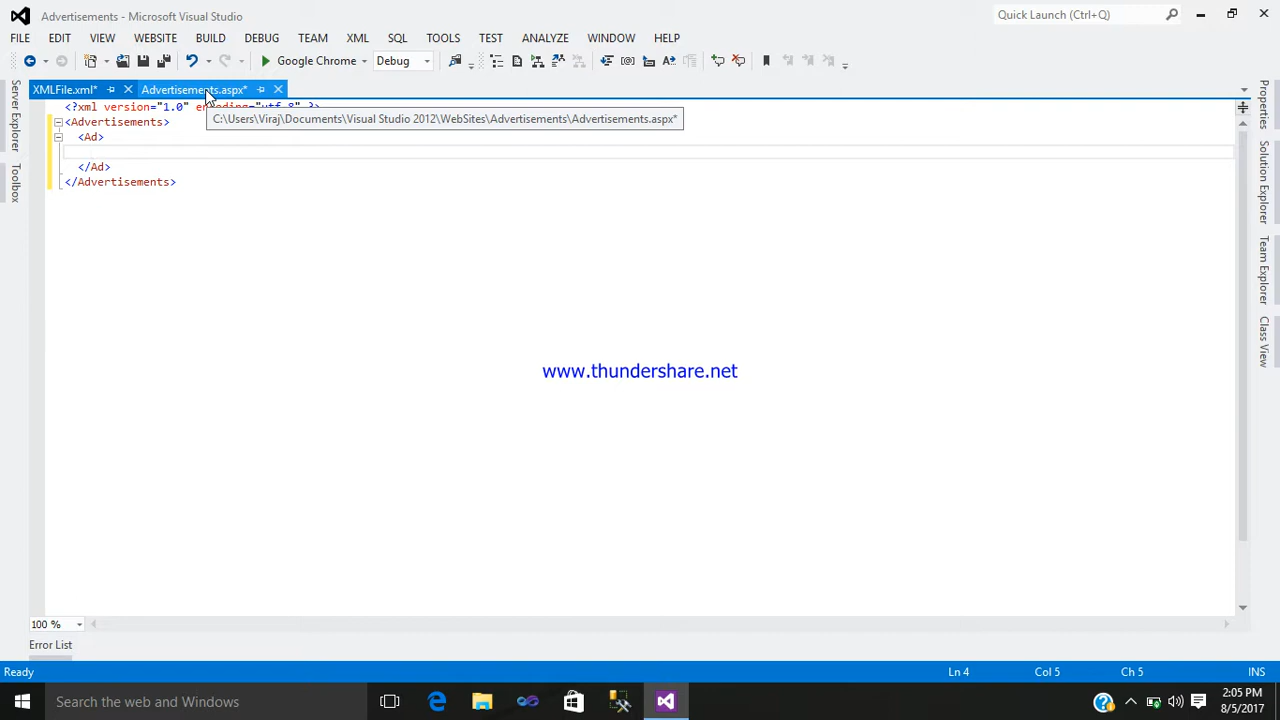 Advertisements - Microsoft Visual Studio
Quick Launch (Ctrl+Q)
FILE EDIT VIEW WEBSITE BUILD DEBUG TEAM XML SQL TOOLS TEST ANALYZE WINDOW HELP
Google Chrome Debug
XMLFile.xml* Advertisements.aspx*
<?xml version="1.0" encoding="utf-8" ?>
C:\Users\Viraj\Documents\Visual Studio 2012\WebSites\Advertisements\Advertisements.aspx*
<Advertisements>
<Ad>
</Ad>
</Advertisements>
Server Explorer
Toolbox
Properties
Solution Explorer
Team Explorer
Class View
www.thundershare.net
100 %
Error List
Ready Ln 4 Col 5 Ch 5 INS
Search the web and Windows
2:05 PM
8/5/2017